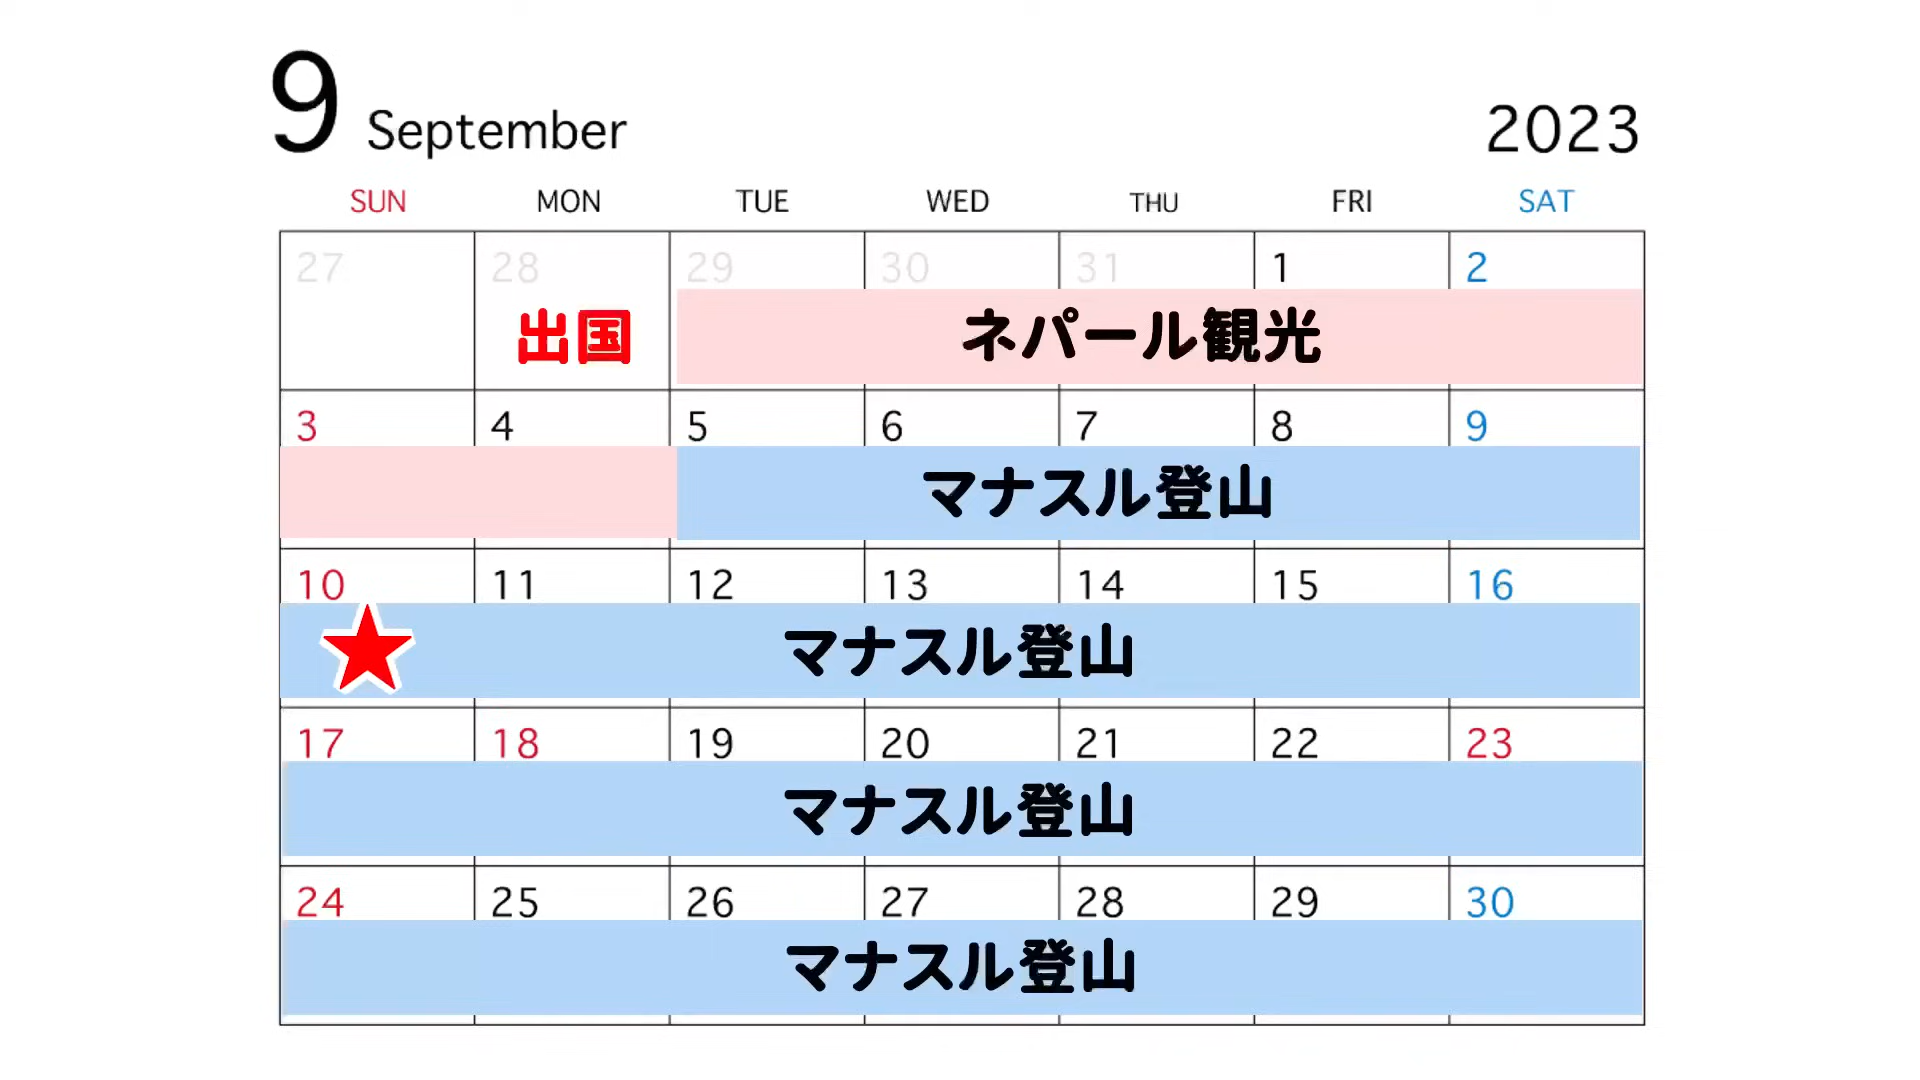 9 September 2023
SUN MON TUE WED THU FRI SAT
27 28 29 30 31 1 2
出国 ネパール観光
3 4 5 6 7 8 9
マナスル登山
10 11 12 13 14 15 16
マナスル登山
17 18 19 20 21 22 23
マナスル登山
24 25 26 27 28 29 30
マナスル登山